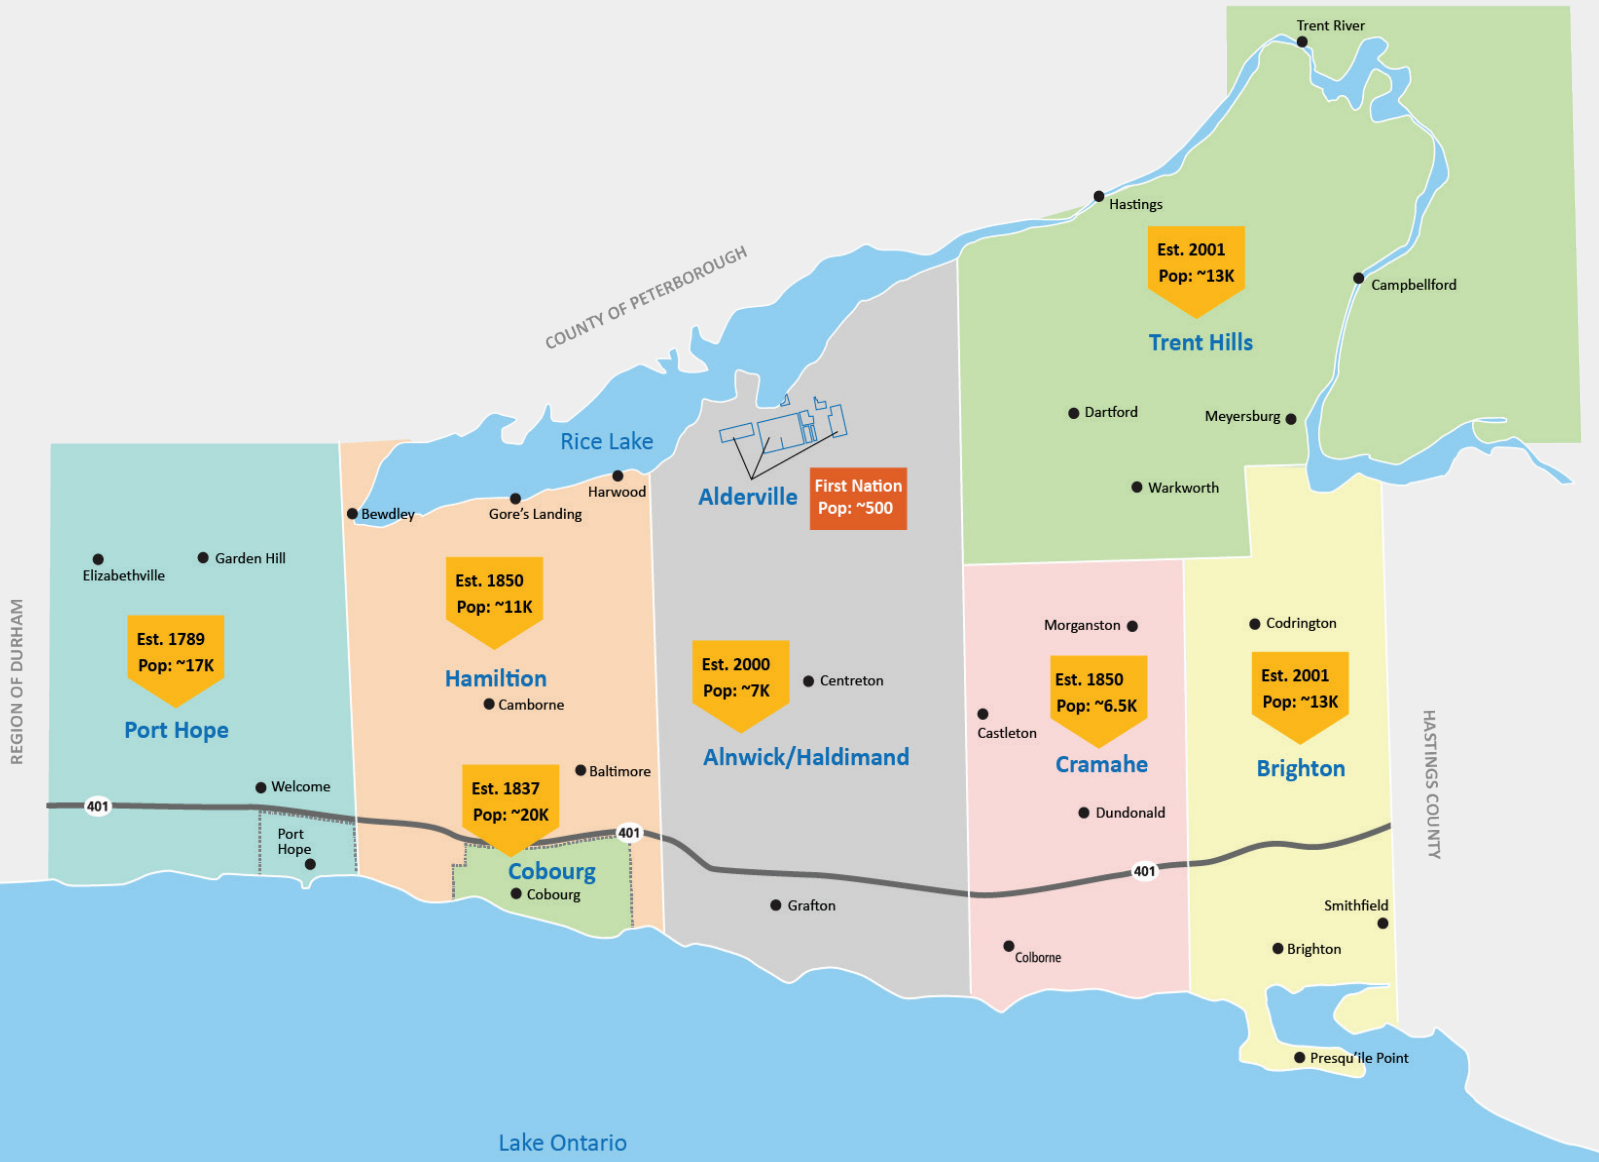 Trent River
Hastings
Est. 2001
Pop: ~13K
Trent Hills
Campbellford
COUNTY OF PETERBOROUGH
Dartford
Meyersburg
Warkworth
Rice Lake
Harwood
Gore's Landing
Bewdley
Alderville
First Nation
Pop: ~500
Elizabethville
Garden Hill
Est. 1789
Pop: ~17K
Port Hope
REGION OF DURHAM
Welcome
401
Port
Hope
Est. 1850
Pop: ~11K
Hamiltion
Camborne
Baltimore
Est. 1837
Pop: ~20K
401
Cobourg
Cobourg
Est. 2000
Pop: ~7K
Centreton
Alnwick/Haldimand
Grafton
Morganston
Est. 1850
Pop: ~6.5K
Castleton
Cramahe
Dundonald
401
Colborne
Codrington
Est. 2001
Pop: ~13K
Brighton
HASTINGS COUNTY
Smithfield
Brighton
Presqu'ile Point
Lake Ontario